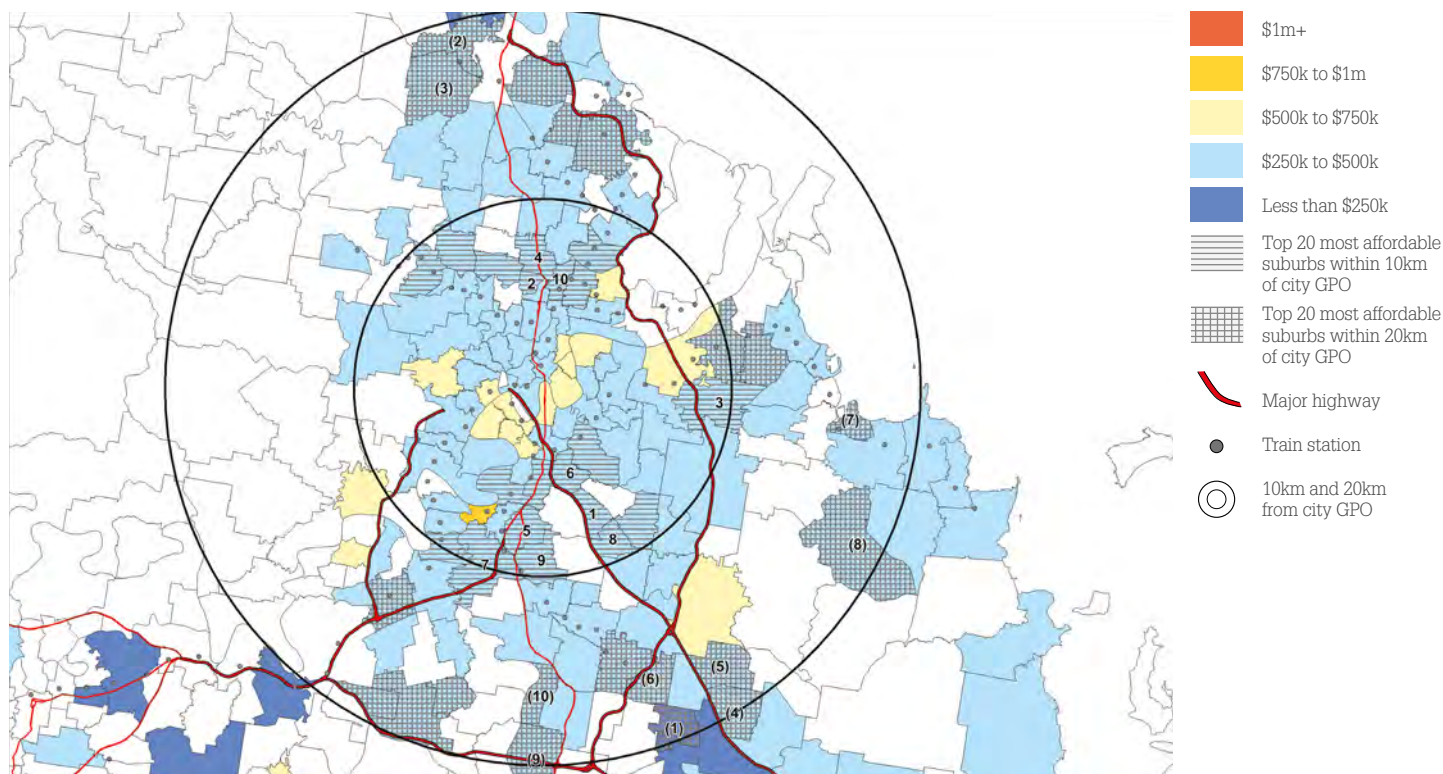 (2)
(3)
4
10
2
3
(7)
6
1
5
8
(8)
9
7
(5)
(6)
(10)
(4)
(1)
(9)
$1m+
$750k to $1m
$500k to $750k
$250k to $500k
Less than $250k
Top 20 most affordable
suburbs within 10km
of city GPO
Top 20 most affordable
suburbs within 20km
of city GPO
Major highway
Train station
10km and 20km
from city GPO